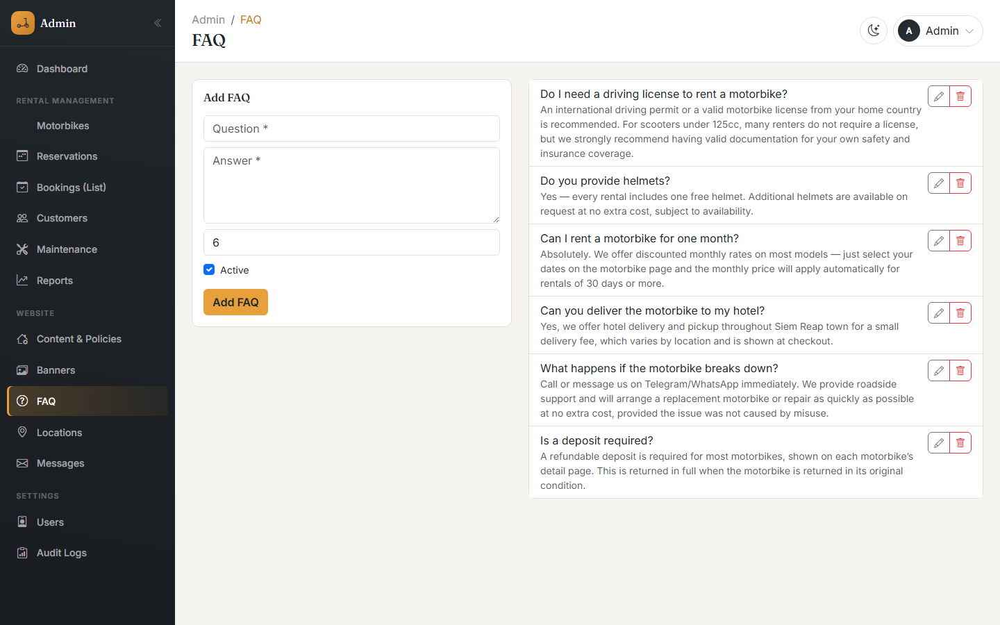 Admin
Dashboard
RENTAL MANAGEMENT
Motorbikes
Reservations
Bookings (List)
Customers
Maintenance
Reports
WEBSITE
Content & Policies
Banners
FAQ
Locations
Messages
SETTINGS
Users
Audit Logs
Admin / FAQ
FAQ
A Admin
Add FAQ
Question *
Answer *
6
Active
Add FAQ
Do I need a driving license to rent a motorbike?
An international driving permit or a valid motorbike license from your home country
is recommended. For scooters under 125cc, many renters do not require a license,
but we strongly recommend having valid documentation for your own safety and
insurance coverage.
Do you provide helmets?
Yes — every rental includes one free helmet. Additional helmets are available on
request at no extra cost, subject to availability.
Can I rent a motorbike for one month?
Absolutely. We offer discounted monthly rates on most models — just select your
dates on the motorbike page and the monthly price will apply automatically for
rentals of 30 days or more.
Can you deliver the motorbike to my hotel?
Yes, we offer hotel delivery and pickup throughout Siem Reap town for a small
delivery fee, which varies by location and is shown at checkout.
What happens if the motorbike breaks down?
Call or message us on Telegram/WhatsApp immediately. We provide roadside
support and will arrange a replacement motorbike or repair as quickly as possible
at no extra cost, provided the issue was not caused by misuse.
Is a deposit required?
A refundable deposit is required for most motorbikes, shown on each motorbike's
detail page. This is returned in full when the motorbike is returned in its original
condition.